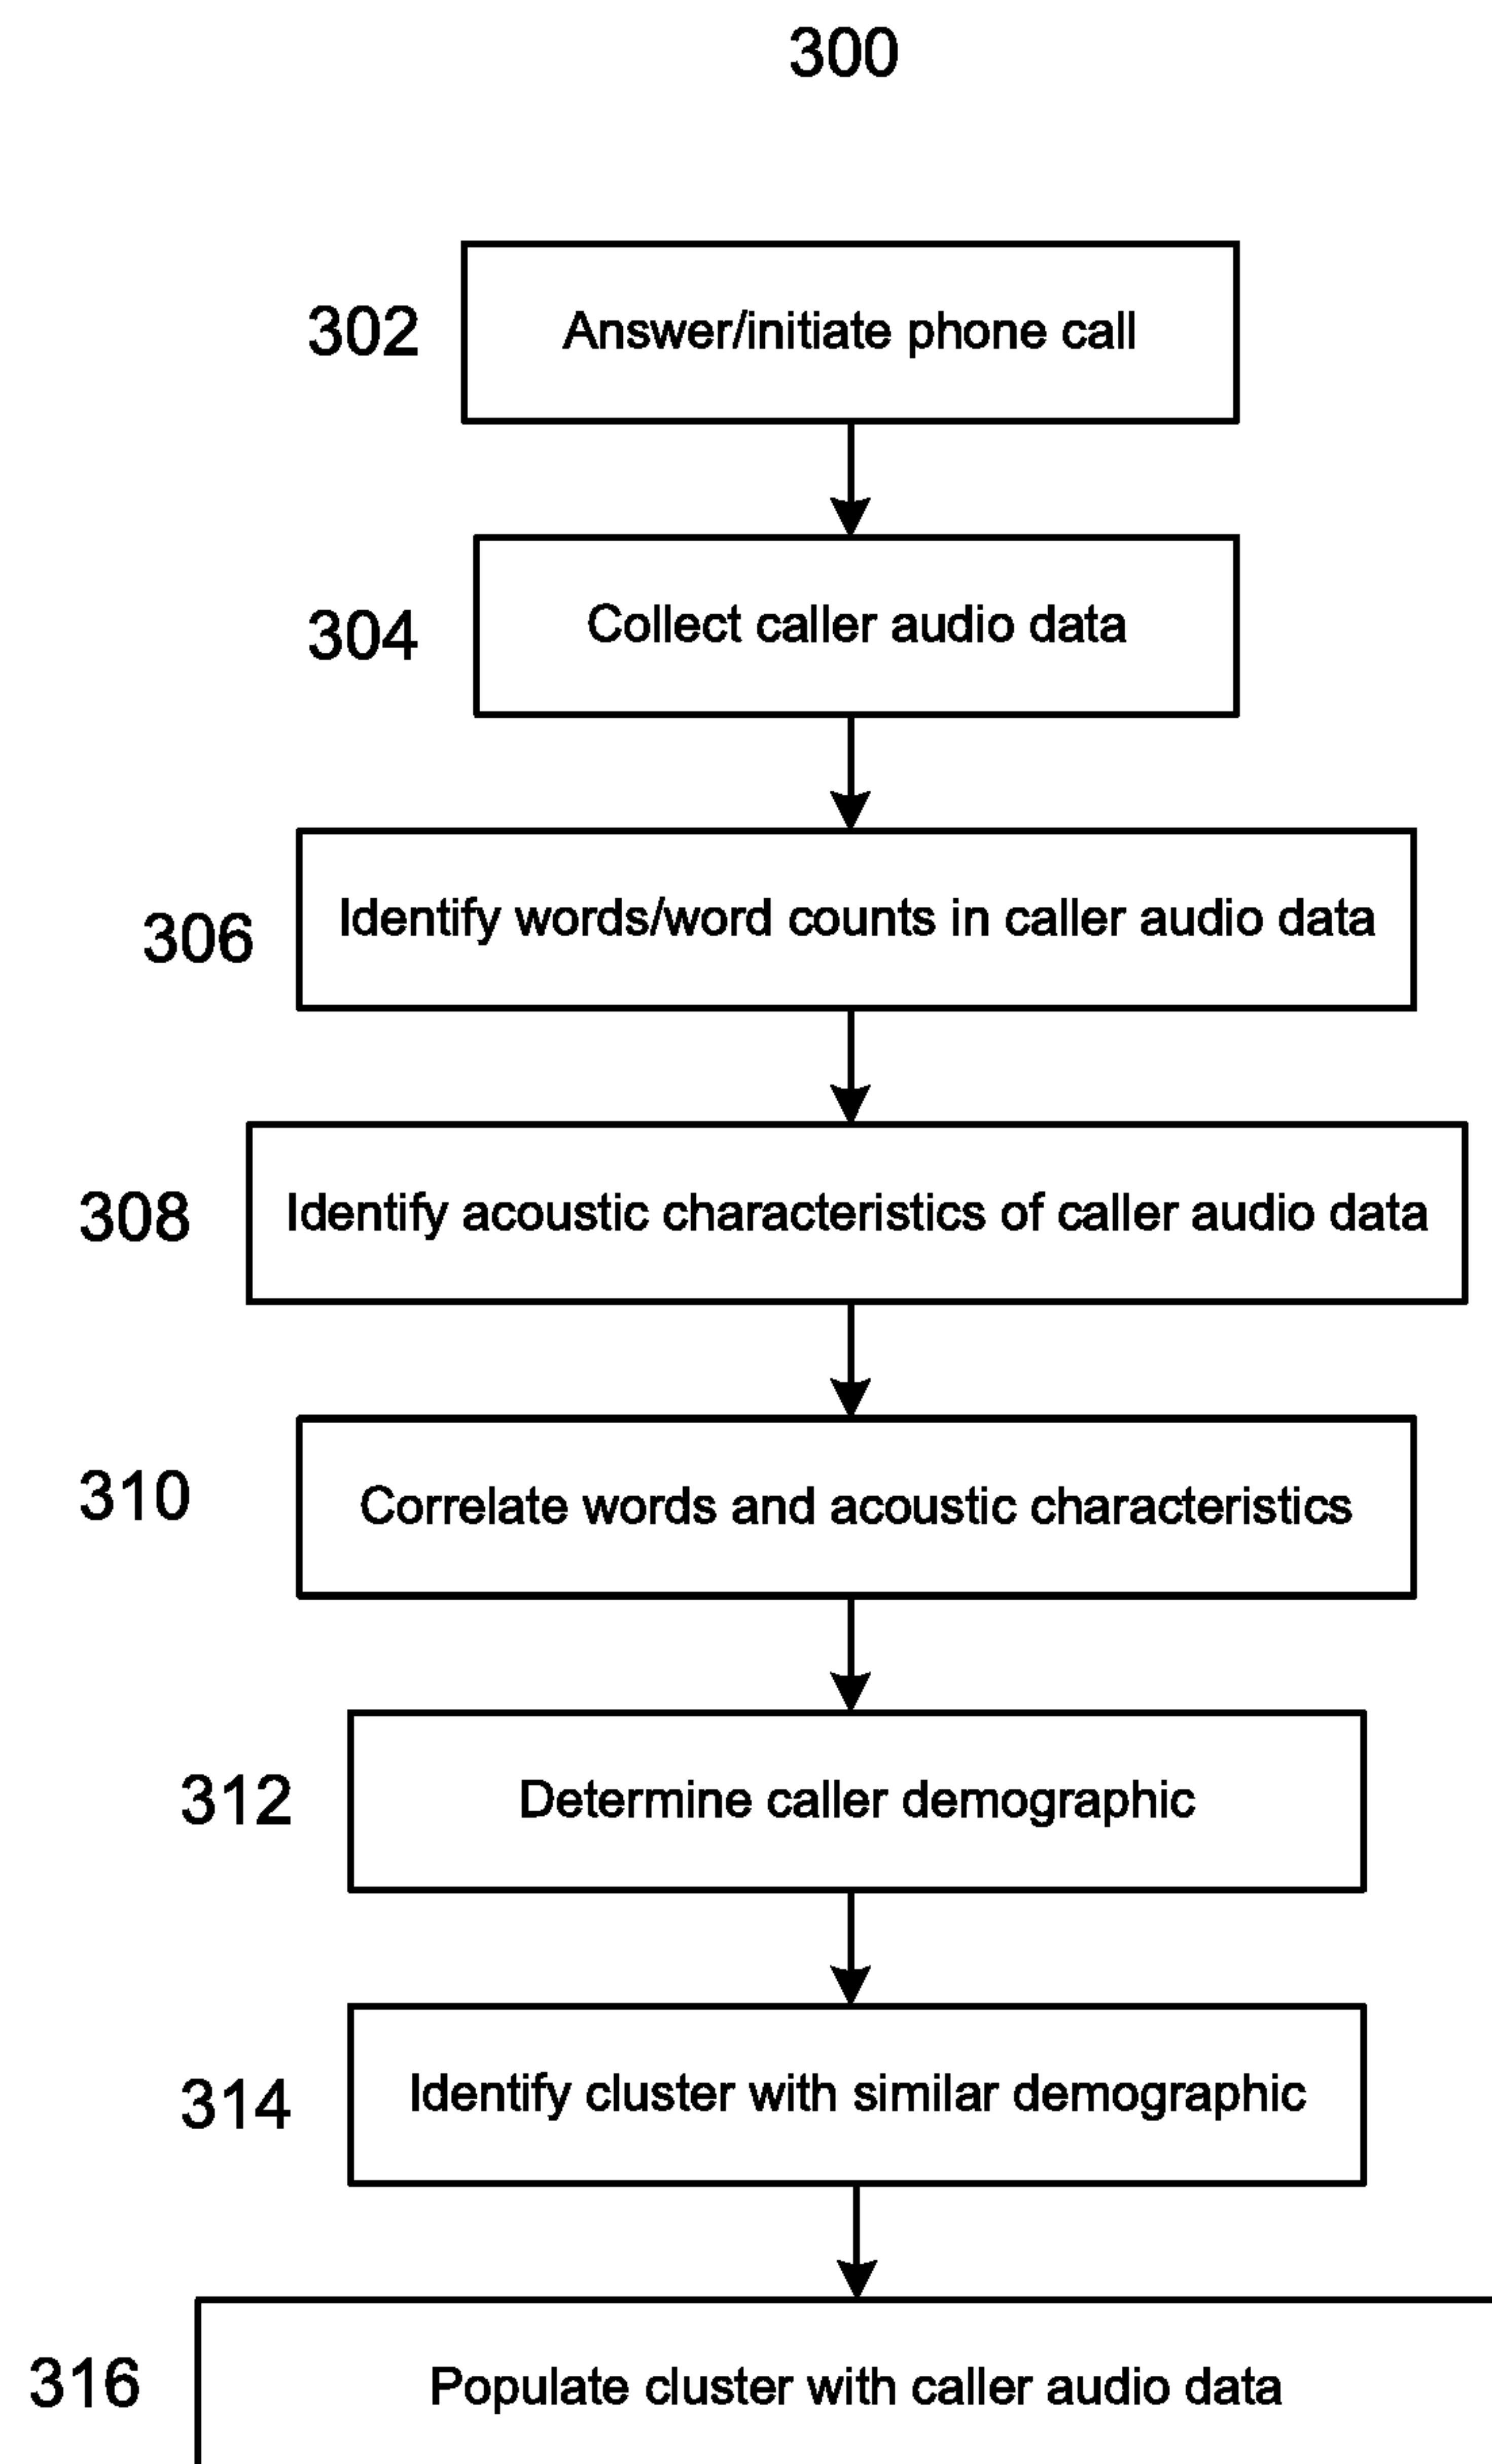 300
302 Answer/initiate phone call
304 Collect caller audio data
306 Identify words/word counts in caller audio data
308 Identify acoustic characteristics of caller audio data
310 Correlate words and acoustic characteristics
312 Determine caller demographic
314 Identify cluster with similar demographic
316 Populate cluster with caller audio data